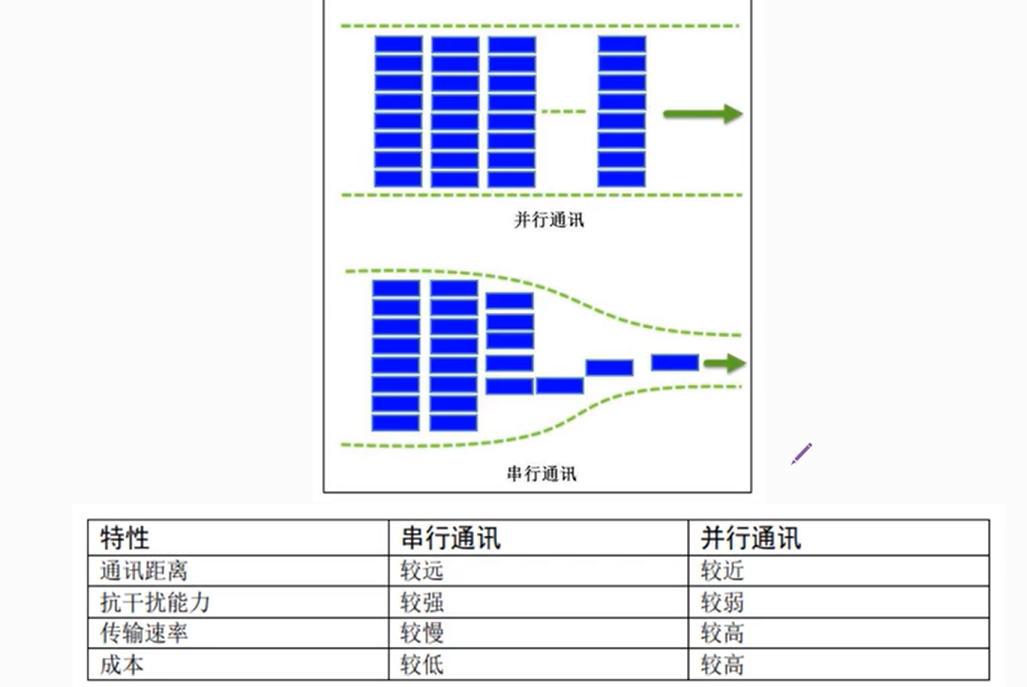 并行通讯
串行通讯
特性 串行通讯 并行通讯
通讯距离 较远 较近
抗干扰能力 较强 较弱
传输速率 较慢 较高
成本 较低 较高